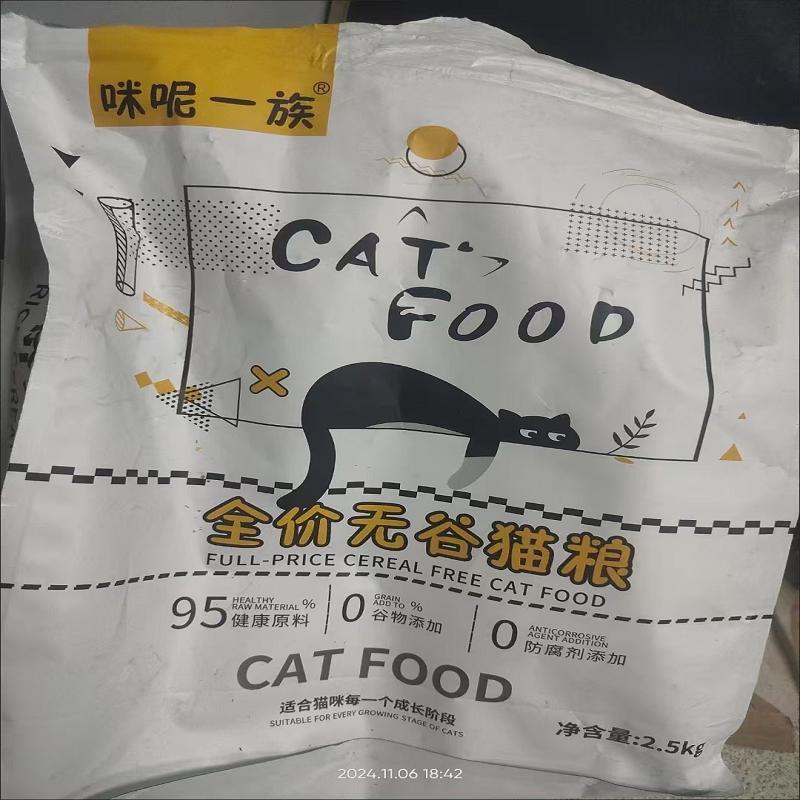 咪呢一族®
CAT
FOOD
全价无谷猫粮
FULL-PRICE CEREAL FREE CAT FOOD
95 HEALTHY RAW MATERIAL % 健康原料
0 GRAIN ADD TO % 谷物添加
0 ANTICORROSIVE AGENT ADDITION 防腐剂添加
CAT FOOD
适合猫咪每一个成长阶段
SUITABLE FOR EVERY GROWING STAGE OF CATS
净含量:2.5kg
2024.11.06 18:42